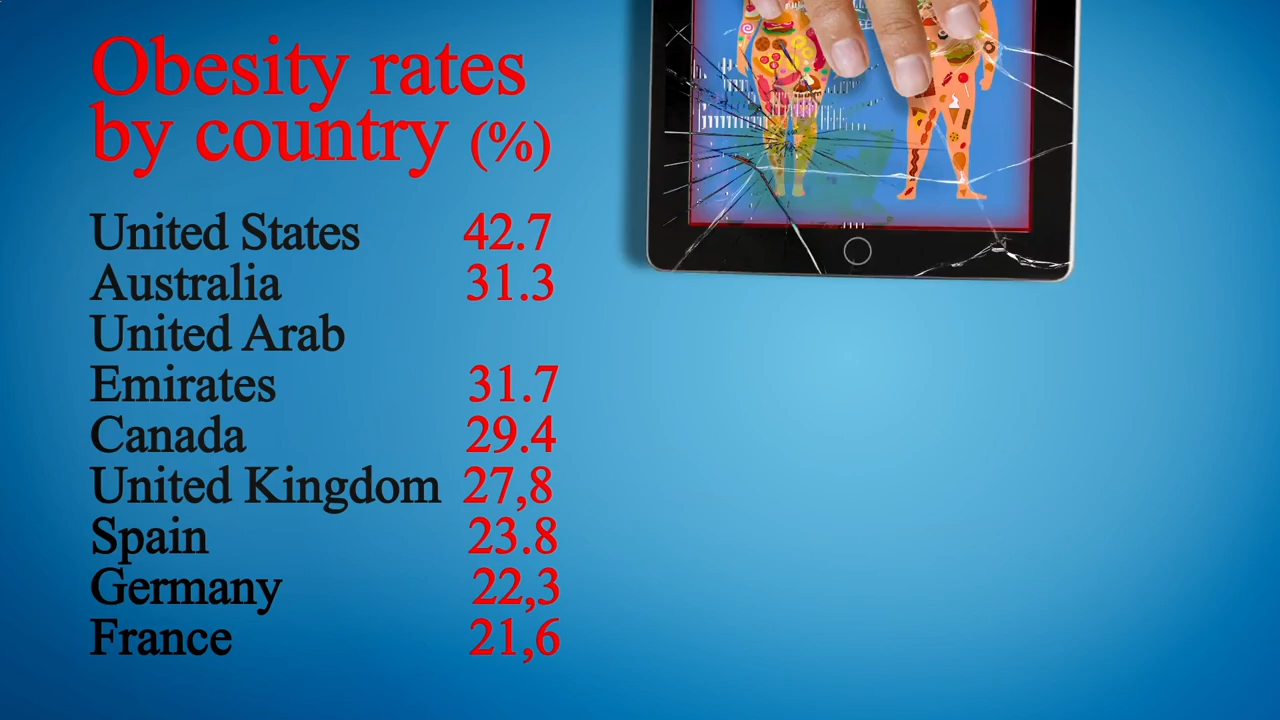 Obesity rates
by country (%)
United States 42.7
Australia 31.3
United Arab
Emirates 31.7
Canada 29.4
United Kingdom 27,8
Spain 23.8
Germany 22,3
France 21,6